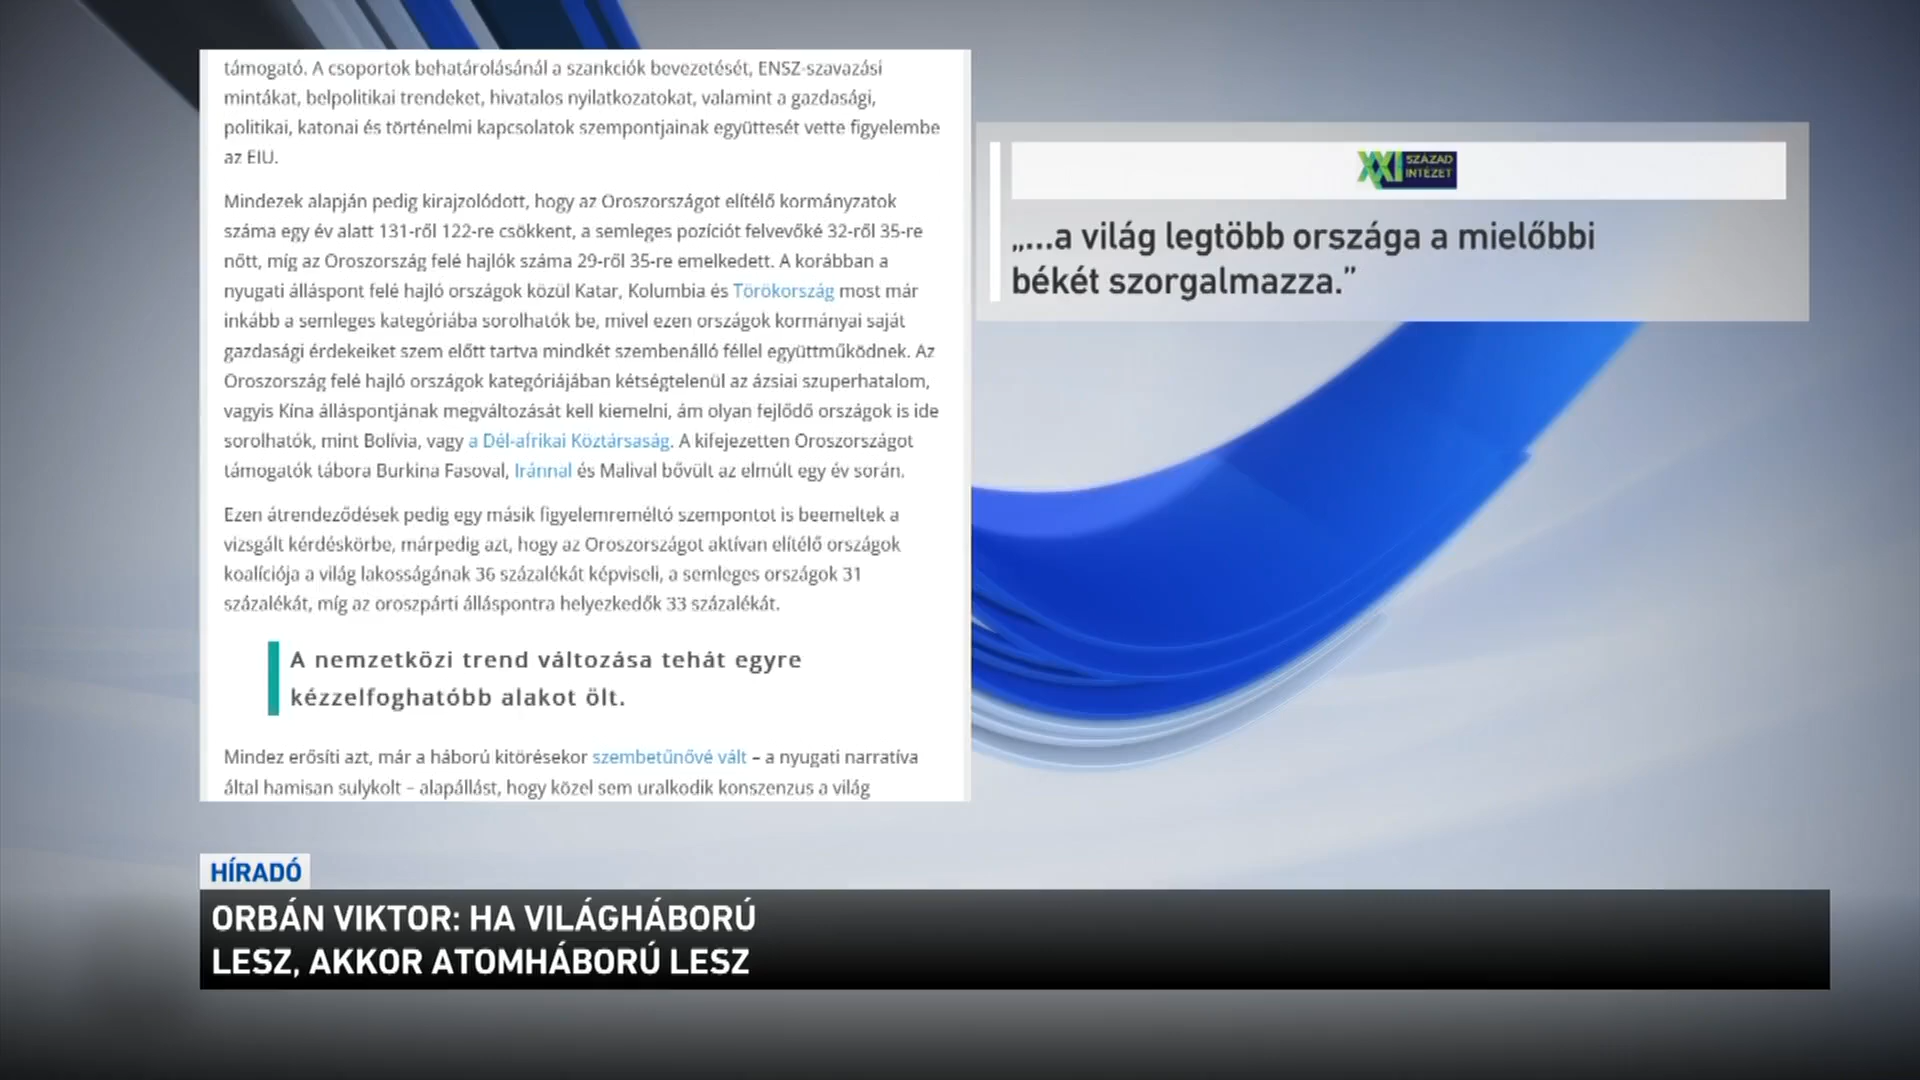 támogató. A csoportok behatárolásánál a szankciók bevezetését, ENSZ-szavazási
mintákat, belpolitikai trendeket, hivatalos nyilatkozatokat, valamint a gazdasági,
politikai, katonai és történelmi kapcsolatok szempontjainak együttesét vette figyelembe
az EIU.
Mindezek alapján pedig kirajzolódott, hogy az Oroszországot elítélő kormányzatok
száma egy év alatt 131-ről 122-re csökkent, a semleges pozíciót felvevőké 32-ről 35-re
nőtt, míg az Oroszország felé hajlók száma 29-ről 35-re emelkedett. A korábban a
nyugati álláspont felé hajló országok közül Katar, Kolumbia és Törökország most már
inkább a semleges kategóriába sorolhatók be, mivel ezen országok kormányai saját
gazdasági érdekeiket szem előtt tartva mindkét szembenálló féllel együttműködnek. Az
Oroszország felé hajló országok kategóriájában kétségtelenül az ázsiai szuperhatalom,
vagyis Kína álláspontjának megváltozását kell kiemelni, ám olyan fejlődő országok is ide
sorolhatók, mint Bolívia, vagy a Dél-afrikai Köztársaság. A kifejezetten Oroszországot
támogatók tábora Burkina Fasoval, Iránnal és Malival bővült az elmúlt egy év során.
Ezen átrendeződések pedig egy másik figyelemreméltó szempontot is beemeltek a
vizsgált kérdéskörbe, márpedig azt, hogy az Oroszországot aktívan elítélő országok
koalíciója a világ lakosságának 36 százalékát képviseli, a semleges országok 31
százalékát, míg az oroszpárti álláspontra helyezkedők 33 százalékát.
A nemzetközi trend változása tehát egyre
kézzelfoghatóbb alakot ölt.
Mindez erősíti azt, már a háború kitörésekor szembetűnővé vált – a nyugati narratíva
által hamisan sulykolt – alapállást, hogy közel sem uralkodik konszenzus a világ
XXI SZÁZAD
INTÉZET
„...a világ legtöbb országa a mielőbbi
békét szorgalmazza.”
HÍRADÓ
ORBÁN VIKTOR: HA VILÁGHÁBORÚ
LESZ, AKKOR ATOMHÁBORÚ LESZ